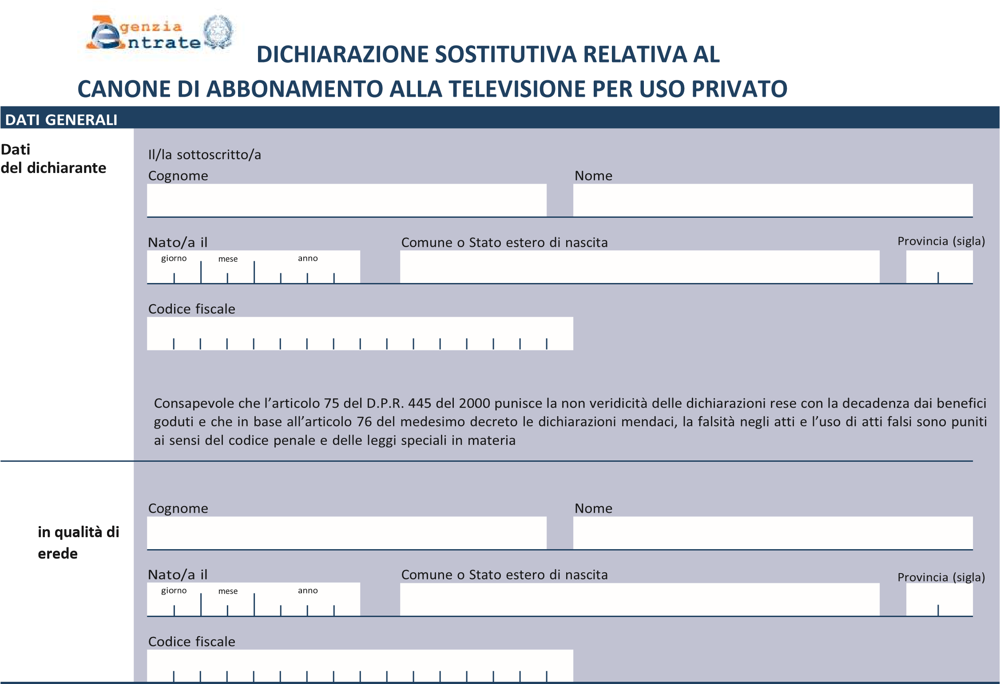 Agenzia
entrate
DICHIARAZIONE SOSTITUTIVA RELATIVA AL
CANONE DI ABBONAMENTO ALLA TELEVISIONE PER USO PRIVATO
DATI GENERALI
Dati
del dichiarante
Il/la sottoscritto/a
Cognome Nome
Nato/a il Comune o Stato estero di nascita Provincia (sigla)
giorno mese anno
Codice fiscale
Consapevole che l’articolo 75 del D.P.R. 445 del 2000 punisce la non veridicità delle dichiarazioni rese con la decadenza dai benefici
goduti e che in base all’articolo 76 del medesimo decreto le dichiarazioni mendaci, la falsità negli atti e l’uso di atti falsi sono puniti
ai sensi del codice penale e delle leggi speciali in materia
Cognome Nome
in qualità di
erede
Nato/a il Comune o Stato estero di nascita Provincia (sigla)
giorno mese anno
Codice fiscale